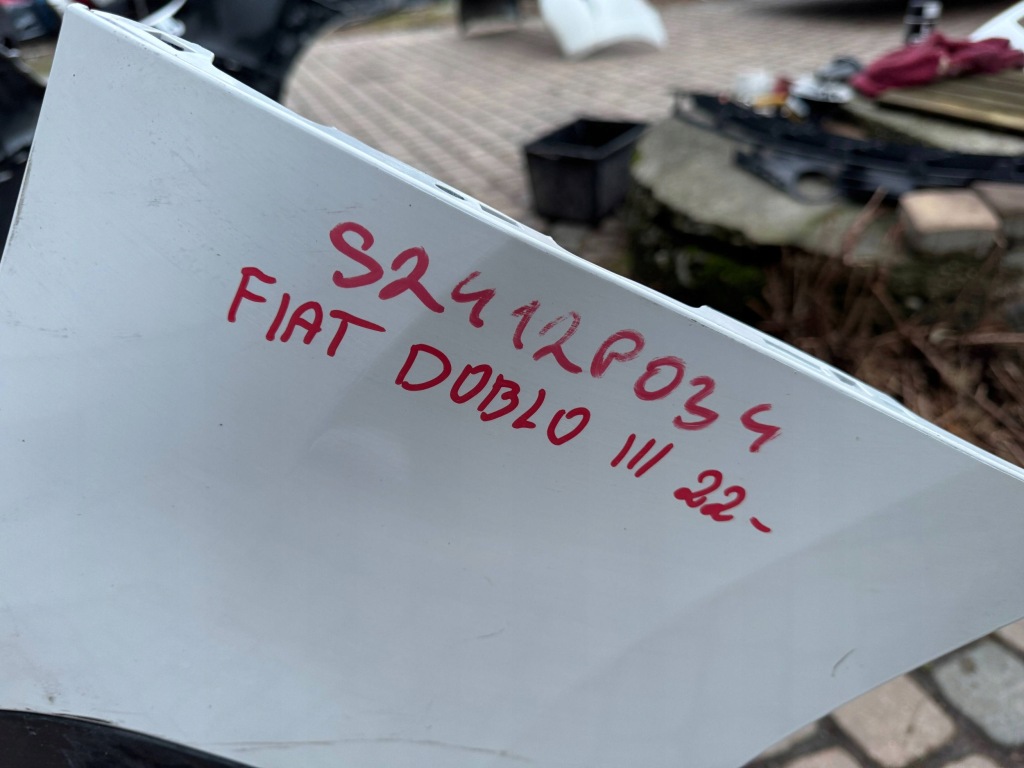 S2412P034
FIAT DOBLO III 22-